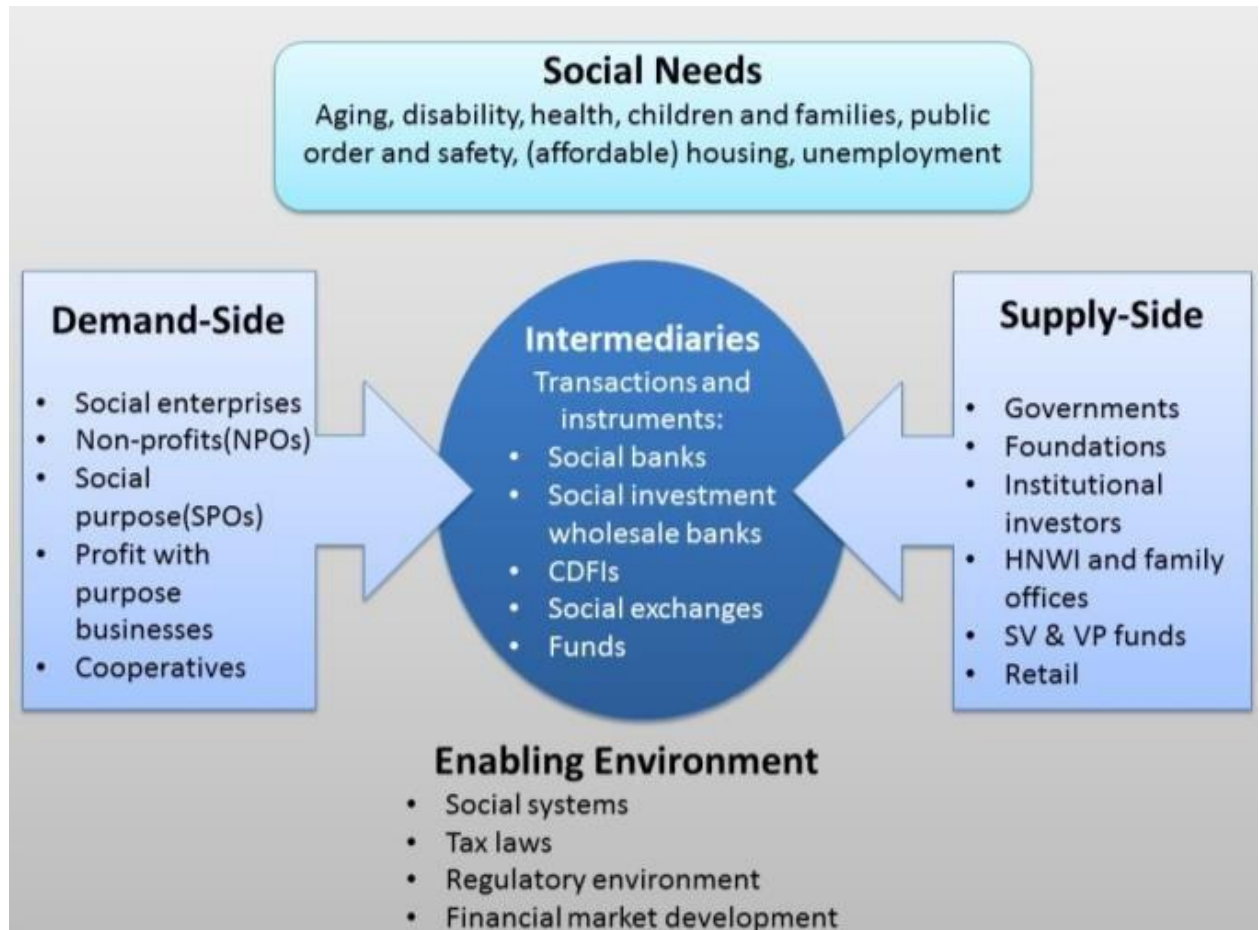 Social Needs
Aging, disability, health, children and families, public
order and safety, (affordable) housing, unemployment
Demand-Side
• Social enterprises
• Non-profits(NPOs)
• Social
purpose(SPOs)
• Profit with
purpose
businesses
• Cooperatives
Intermediaries
Transactions and
instruments:
• Social banks
• Social investment
wholesale banks
• CDFIs
• Social exchanges
• Funds
Supply-Side
• Governments
• Foundations
• Institutional
investors
• HNWI and family
offices
• SV & VP funds
• Retail
Enabling Environment
• Social systems
• Tax laws
• Regulatory environment
• Financial market development